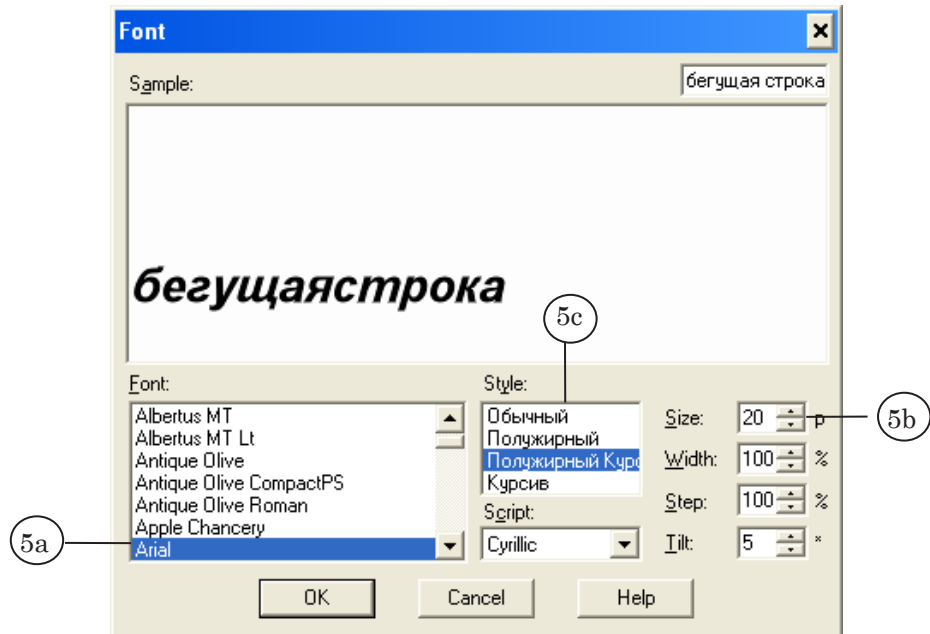 Font
Sample:
бегущая строка
бегущаястрока
5c
Font:
Style:
Albertus MT
Albertus MT Lt
Antique Olive
Antique Olive CompactPS
Antique Olive Roman
Apple Chancery
Arial
5a
Обычный
Полужирный
Полужирный Курс
Курсив
Script:
Cyrillic
Size: 20 p
5b
Width: 100 %
Step: 100 %
Tilt: 5 °
OK
Cancel
Help